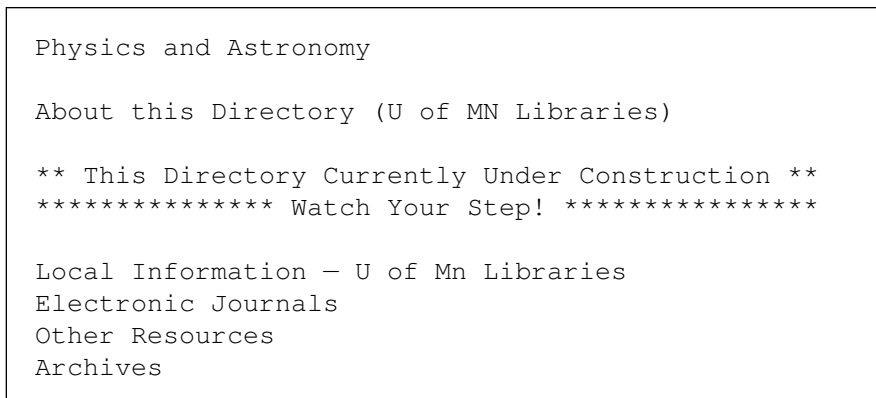 Physics and Astronomy
About this Directory (U of MN Libraries)
** This Directory Currently Under Construction **
*************** Watch Your Step! ****************
Local Information — U of Mn Libraries
Electronic Journals
Other Resources
Archives